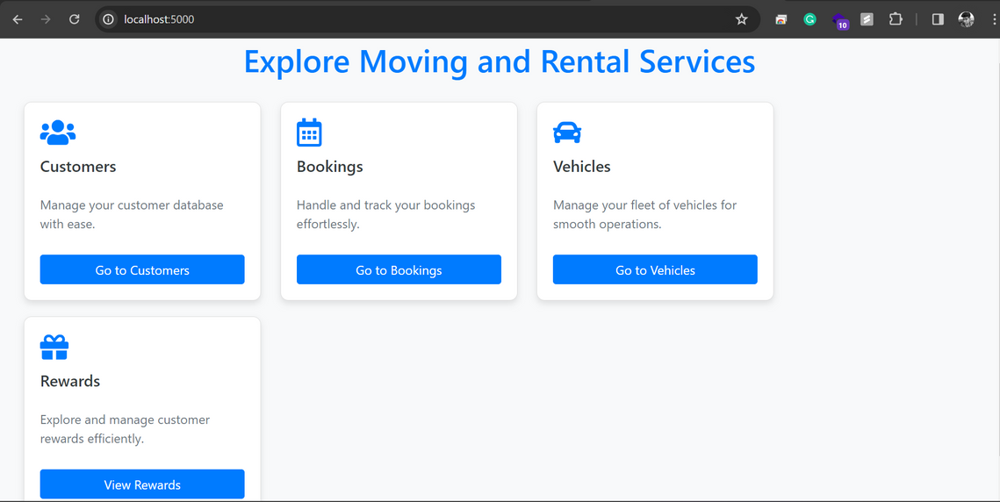 localhost:5000
10
Explore Moving and Rental Services
Customers
Manage your customer database
with ease.
Go to Customers
Bookings
Handle and track your bookings
effortlessly.
Go to Bookings
Vehicles
Manage your fleet of vehicles for
smooth operations.
Go to Vehicles
Rewards
Explore and manage customer
rewards efficiently.
View Rewards